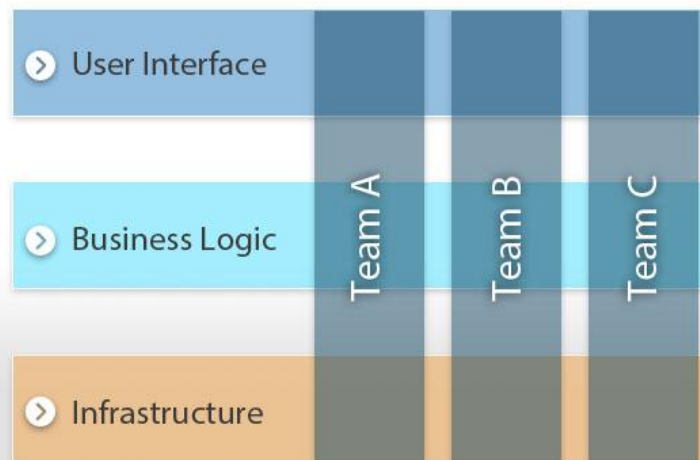 User Interface
Business Logic
Infrastructure
Team A
Team B
Team C